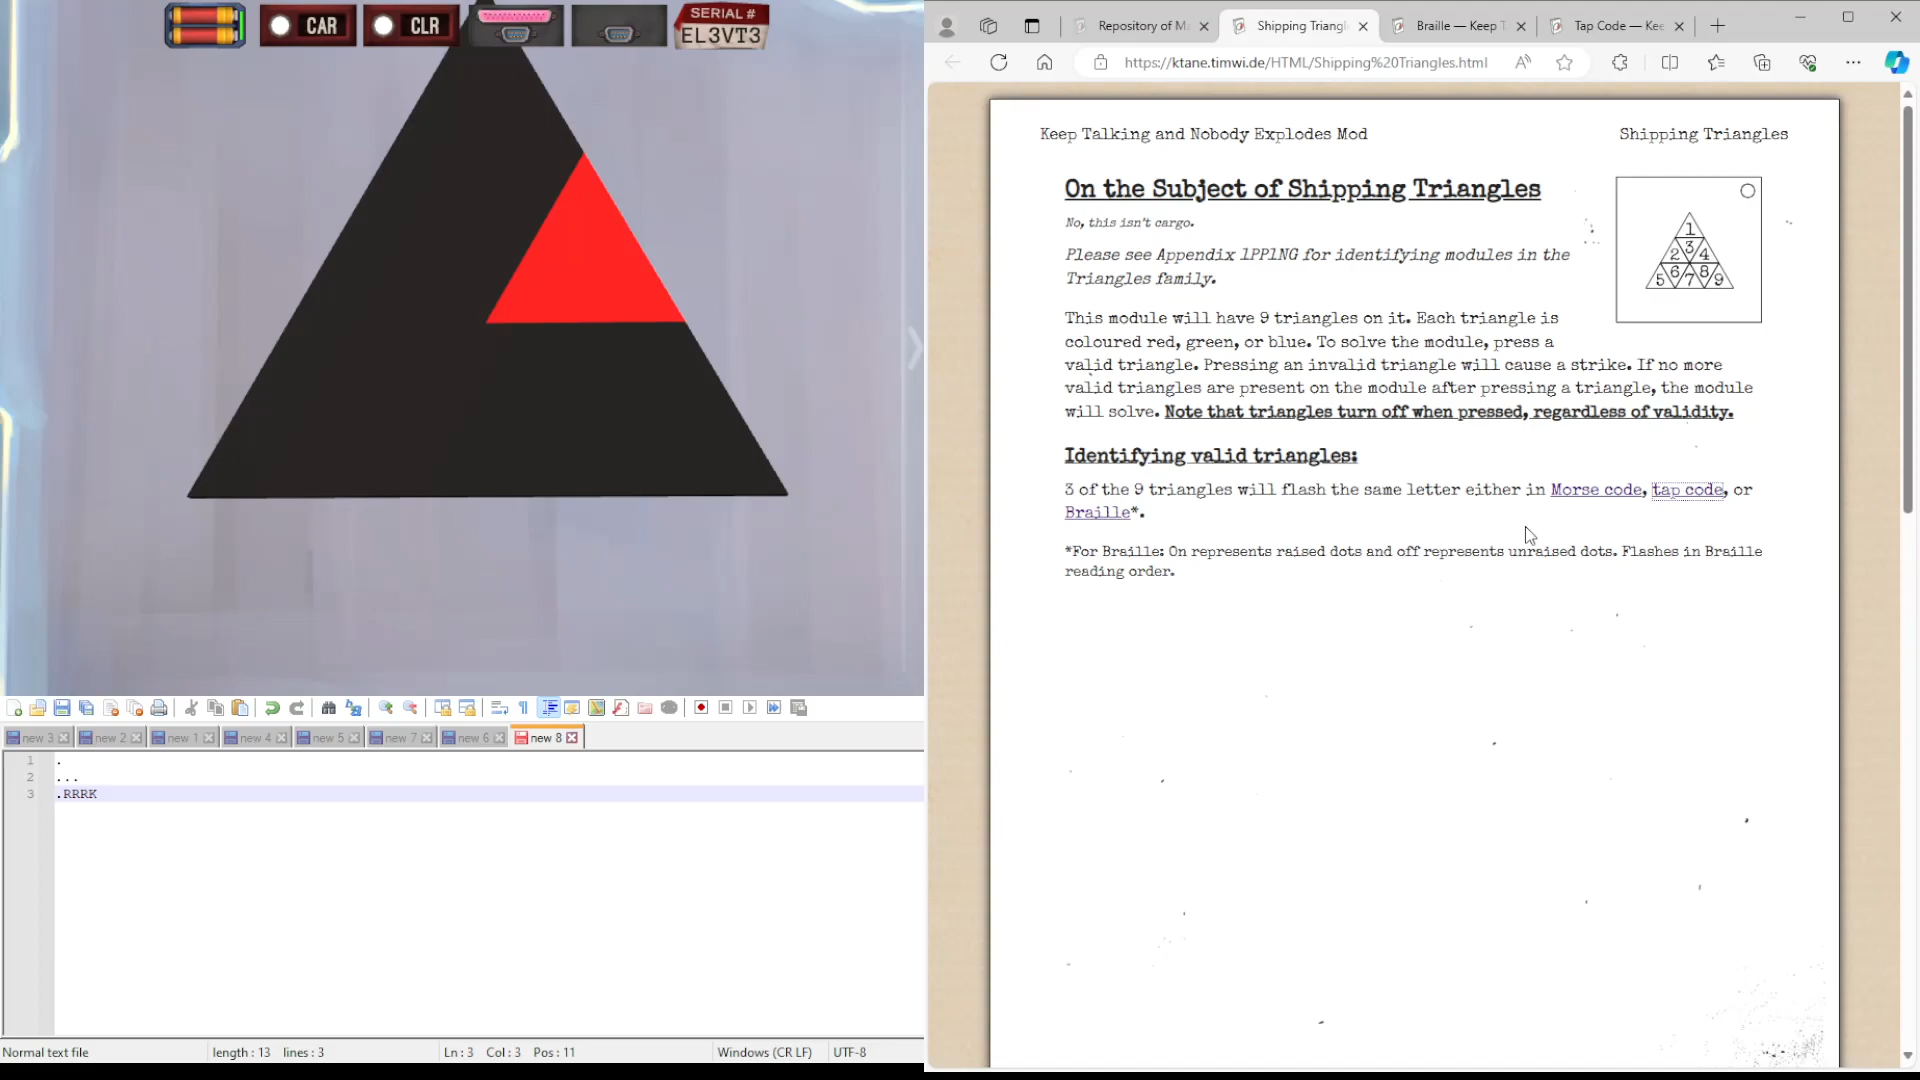 CAR
CLR
SERIAL #
EL3VT3
Shipping Triangl
Braille — Keep T
Tap Code — Kee
https://ktane.timwi.de/HTML/Shipping%20Triangles.html
Keep Talking and Nobody Explodes Mod
Shipping Triangles
On the Subject of Shipping Triangles
No, this isn't cargo.
Please see Appendix 1PP1NG for identifying modules in the
Triangles family.
1
2 3 4
5 6 7 8 9
This module will have 9 triangles on it. Each triangle is
coloured red, green, or blue. To solve the module, press a
valid triangle. Pressing an invalid triangle will cause a strike. If no more
valid triangles are present on the module after pressing a triangle, the module
will solve. Note that triangles turn off when pressed, regardless of validity.
Identifying valid triangles:
3 of the 9 triangles will flash the same letter either in Morse code, tap code, or
Braille*.
*For Braille: On represents raised dots and off represents unraised dots. Flashes in Braille
reading order.
new 3 new 2 new 1 new 4 new 5 new 7 new 6 new 8
1 .
2 ...
3 .RRRK
Normal text file length : 13 lines : 3 Ln : 3 Col : 3 Pos : 11 Windows (CR LF) UTF-8